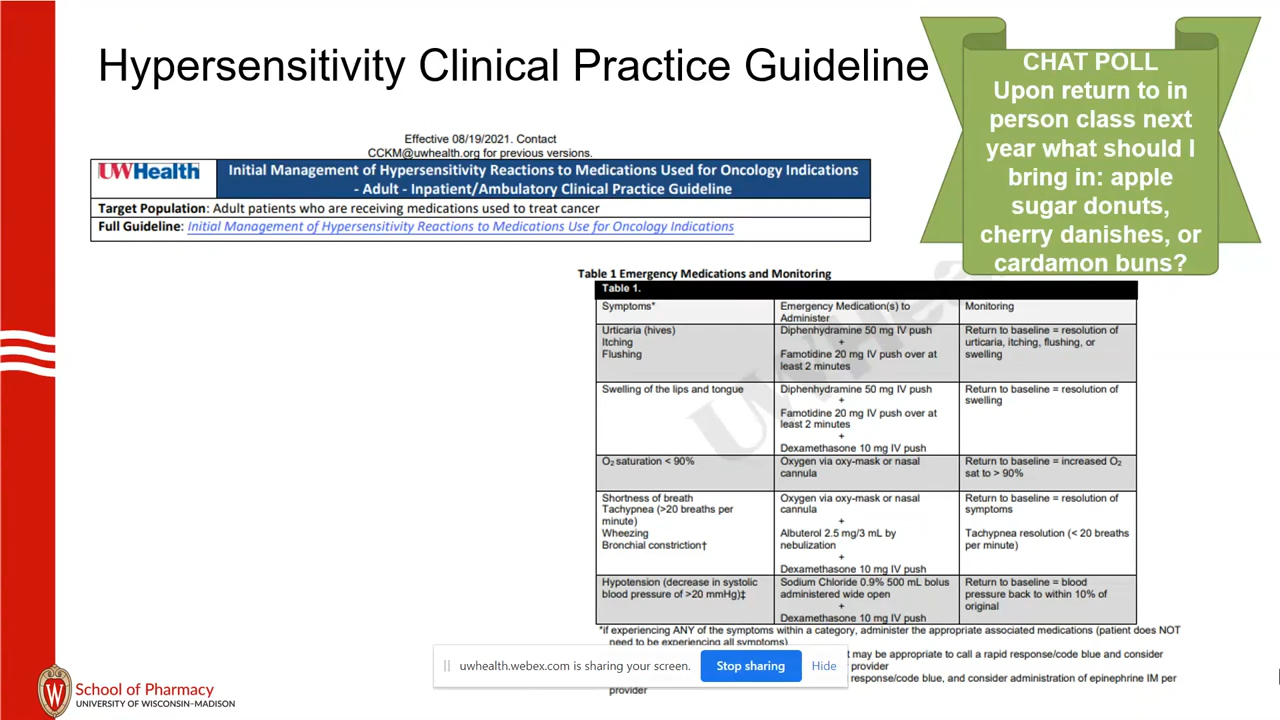 Hypersensitivity Clinical Practice Guideline
CHAT POLL
Upon return to in
person class next
year what should I
bring in: apple
sugar donuts,
cherry danishes, or
cardamon buns?
Effective 08/19/2021. Contact
CCKM@uwhealth.org for previous versions.
UWHealth
Initial Management of Hypersensitivity Reactions to Medications Used for Oncology Indications
- Adult - Inpatient/Ambulatory Clinical Practice Guideline
Target Population: Adult patients who are receiving medications used to treat cancer
Full Guideline: Initial Management of Hypersensitivity Reactions to Medications Use for Oncology Indications
Table 1 Emergency Medications and Monitoring
Table 1.
Symptoms*
Emergency Medication(s) to
Administer
Monitoring
Urticaria (hives)
Itching
Flushing
Diphenhydramine 50 mg IV push
+
Famotidine 20 mg IV push over at
least 2 minutes
Return to baseline = resolution of
urticaria, itching, flushing, or
swelling
Swelling of the lips and tongue
Diphenhydramine 50 mg IV push
+
Famotidine 20 mg IV push over at
least 2 minutes
+
Dexamethasone 10 mg IV push
Return to baseline = resolution of
swelling
O₂ saturation < 90%
Oxygen via oxy-mask or nasal
cannula
Return to baseline = increased O₂
sat to > 90%
Shortness of breath
Tachypnea (>20 breaths per
minute)
Wheezing
Bronchial constriction†
Oxygen via oxy-mask or nasal
cannula
+
Albuterol 2.5 mg/3 mL by
nebulization
+
Dexamethasone 10 mg IV push
Return to baseline = resolution of
symptoms
Tachypnea resolution (< 20 breaths
per minute)
Hypotension (decrease in systolic
blood pressure of >20 mmHg)‡
Sodium Chloride 0.9% 500 mL bolus
administered wide open
+
Dexamethasone 10 mg IV push
Return to baseline = blood
pressure back to within 10% of
original
*If experiencing ANY of the symptoms within a category, administer the appropriate associated medications (patient does NOT
need to be experiencing all symptoms)
t may be appropriate to call a rapid response/code blue and consider
provider
response/code blue, and consider administration of epinephrine IM per
provider
UWHealth
uwhealth.webex.com is sharing your screen.
Stop sharing
Hide
School of Pharmacy
UNIVERSITY OF WISCONSIN–MADISON